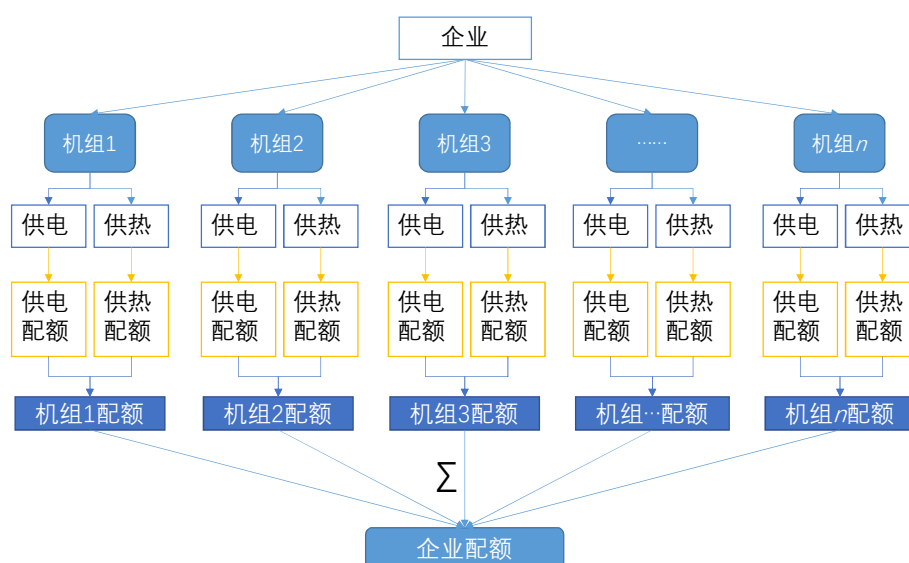 企业
机组1
机组2
机组3
……
机组n
供电
供热
供电
供热
供电
供热
供电
供热
供电
供热
供电
配额
供热
配额
供电
配额
供热
配额
供电
配额
供热
配额
供电
配额
供热
配额
供电
配额
供热
配额
机组1配额
机组2配额
机组3配额
机组…配额
机组n配额
∑
企业配额